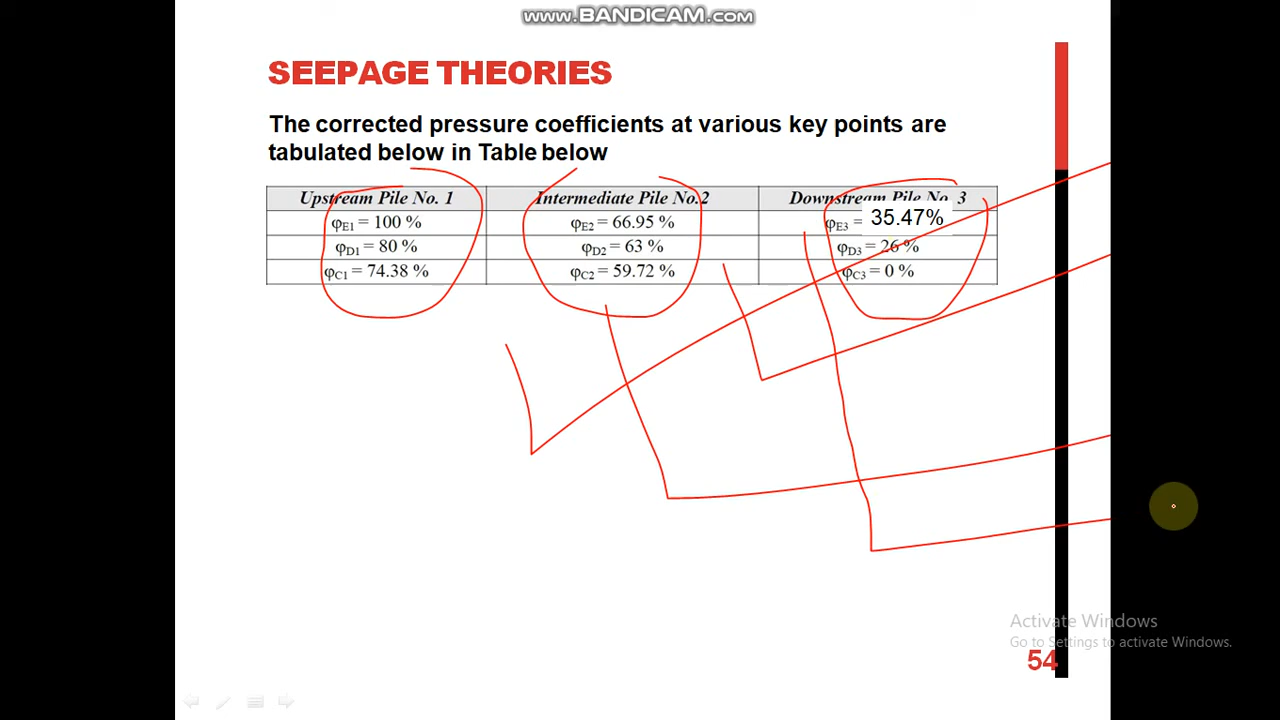 www.BANDICAM.com
SEEPAGE THEORIES
The corrected pressure coefficients at various key points are
tabulated below in Table below
Upstream Pile No. 1 Intermediate Pile No.2 Downstream Pile No. 3
φE1 = 100 % φE2 = 66.95 % φE3 = 35.47%
φD1 = 80 % φD2 = 63 % φD3 = 26 %
φC1 = 74.38 % φC2 = 59.72 % φC3 = 0 %
Activate Windows
Go to Settings to activate Windows.
54